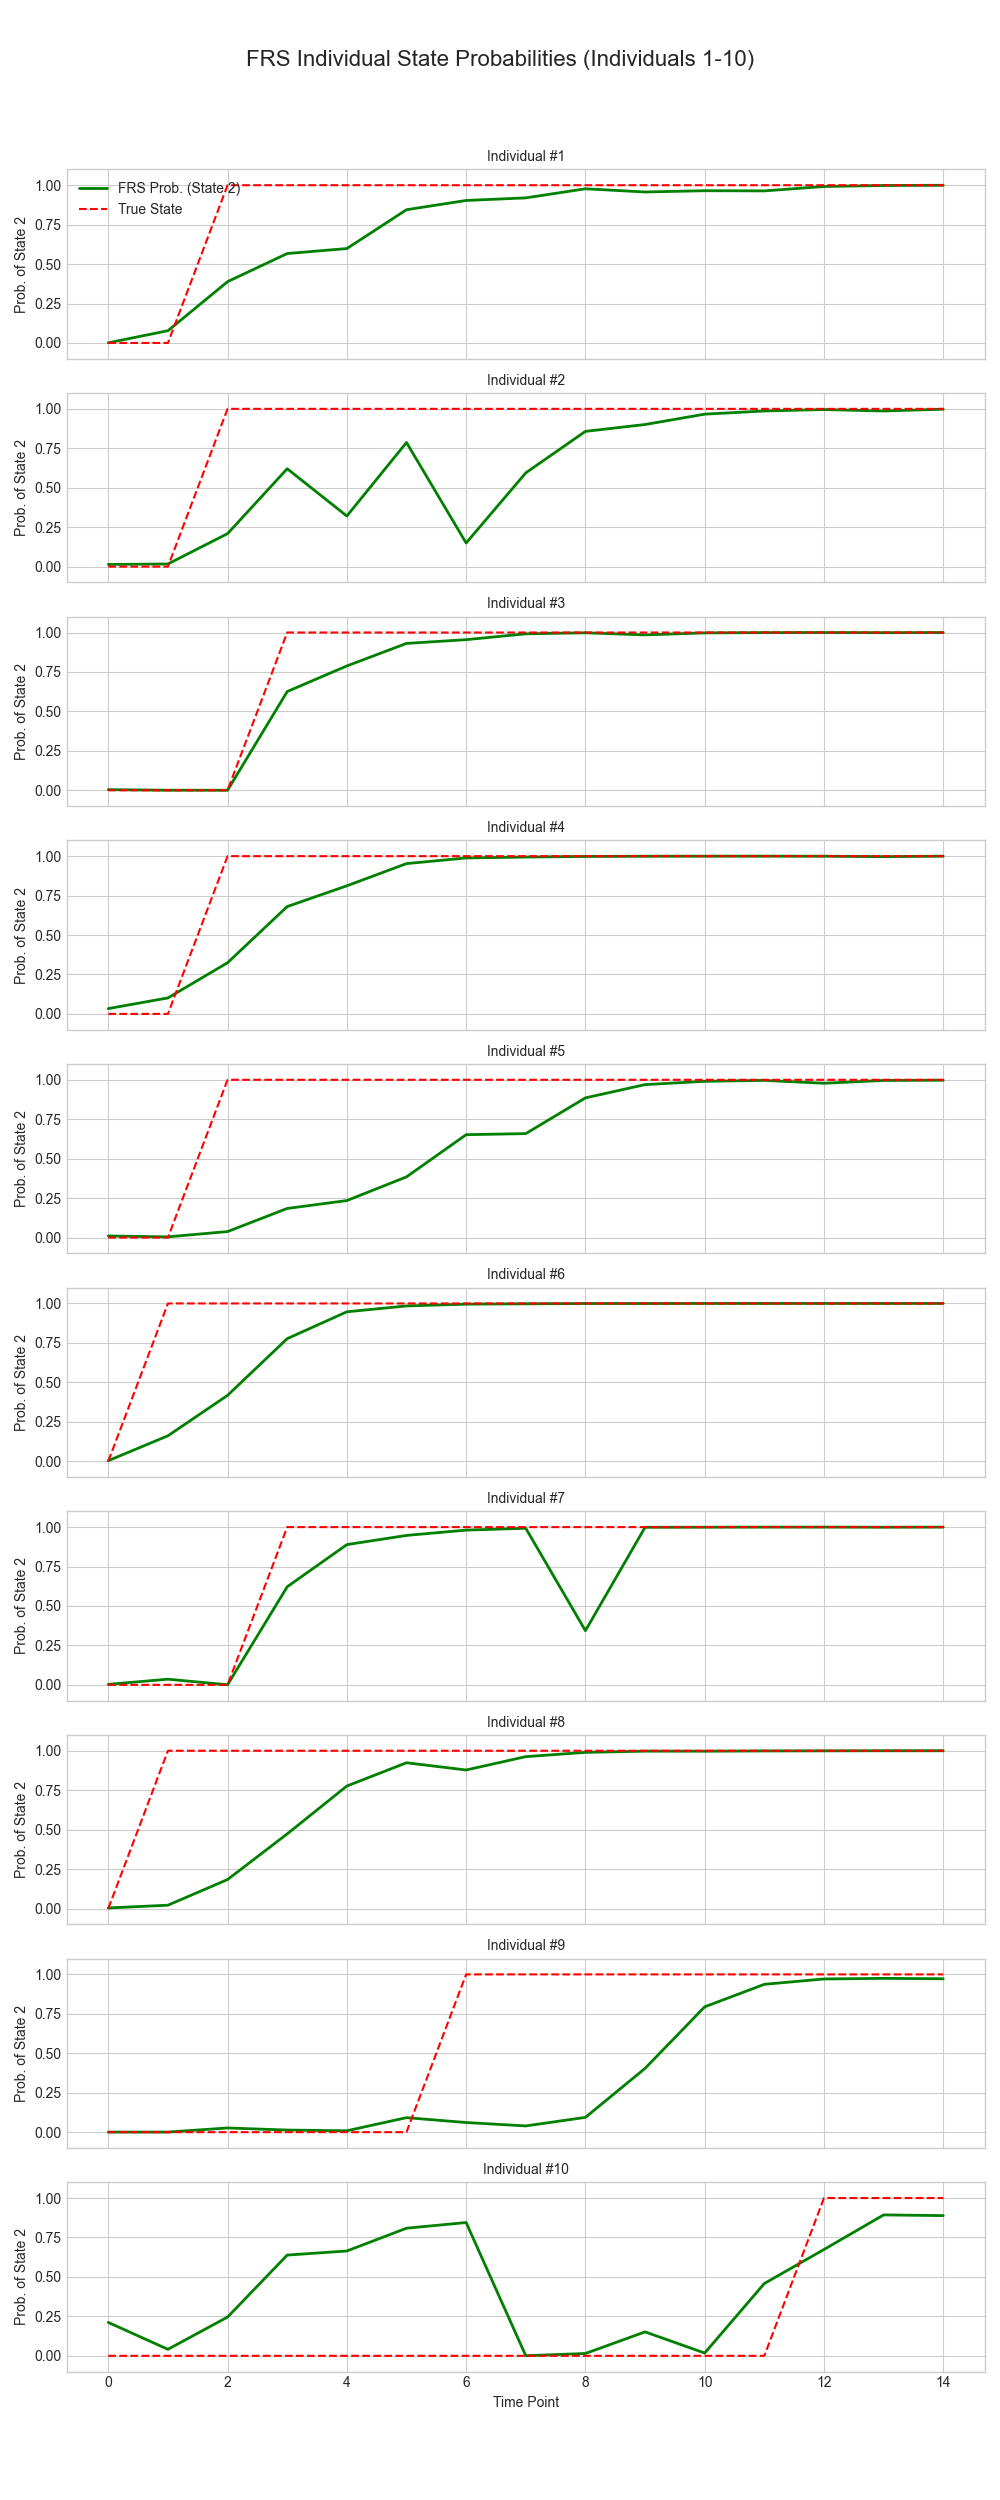 FRS Individual State Probabilities (Individuals 1-10)
Individual #1
FRS Prob. (State 2)
True State
Prob. of State 2
1.00
0.75
0.50
0.25
0.00
Individual #2
Prob. of State 2
1.00
0.75
0.50
0.25
0.00
Individual #3
Prob. of State 2
1.00
0.75
0.50
0.25
0.00
Individual #4
Prob. of State 2
1.00
0.75
0.50
0.25
0.00
Individual #5
Prob. of State 2
1.00
0.75
0.50
0.25
0.00
Individual #6
Prob. of State 2
1.00
0.75
0.50
0.25
0.00
Individual #7
Prob. of State 2
1.00
0.75
0.50
0.25
0.00
Individual #8
Prob. of State 2
1.00
0.75
0.50
0.25
0.00
Individual #9
Prob. of State 2
1.00
0.75
0.50
0.25
0.00
Individual #10
Prob. of State 2
1.00
0.75
0.50
0.25
0.00
0 2 4 6 8 10 12 14
Time Point